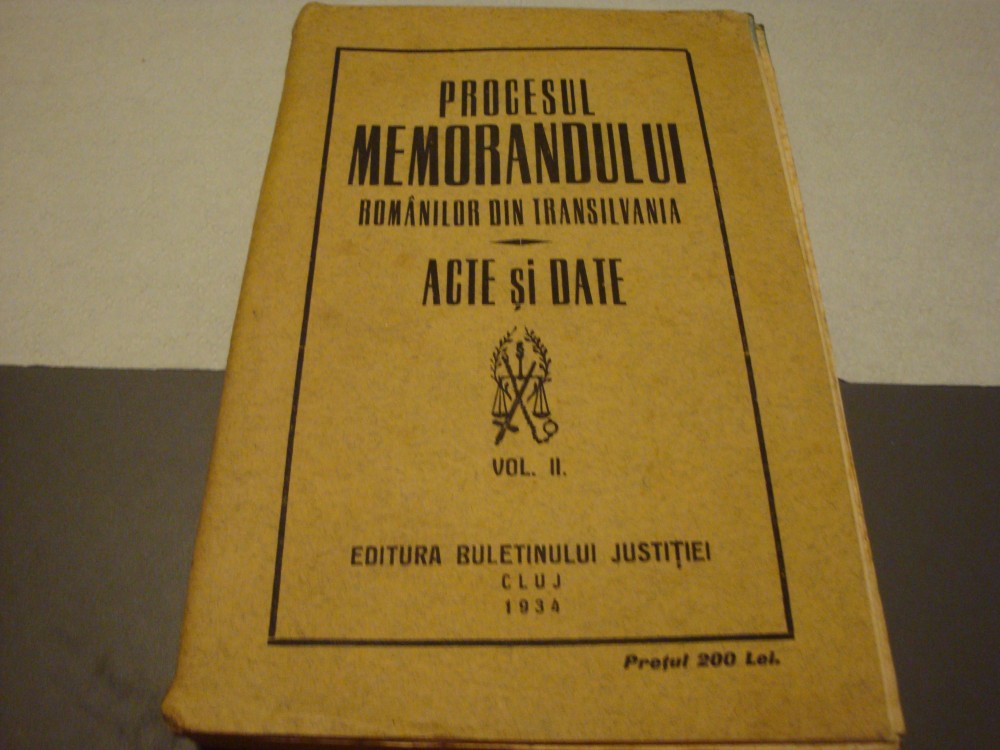 PROCESUL
MEMORANDULUI
ROMÂNILOR DIN TRANSILVANIA
ACTE și DATE
VOL. II.
EDITURA BULETINULUI JUSTIȚIEI
CLUJ
1934
Prețul 200 Lei.